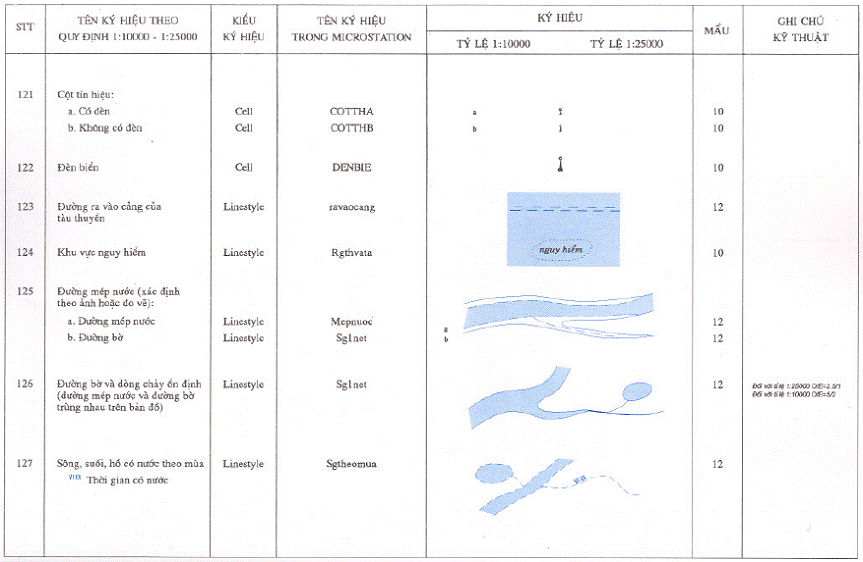 STT
TÊN KÝ HIỆU THEO
QUY ĐỊNH 1:10000 - 1:25000
KIỂU
KÝ HIỆU
TÊN KÝ HIỆU
TRONG MICROSTATION
KÝ HIỆU
TỶ LỆ 1:10000 TỶ LỆ 1:25000
MẦU
GHI CHÚ
KỸ THUẬT
121 Cột tín hiệu:
a. Có đèn Cell COTTHA a 10
b. Không có đèn Cell COTTHB b 10
122 Đèn biển Cell DENBIE 10
123 Đường ra vào cảng của Linestyle ravaocang 12
tàu thuyền
124 Khu vực nguy hiểm Linestyle Rgthvata nguy hiểm 10
125 Đường mép nước (xác định
theo ảnh hoặc đo vẽ):
a. Đường mép nước Linestyle Mepnuoc a 12
b. Đường bờ Linestyle Sg1net b 12
126 Đường bờ và dòng chảy ổn định Linestyle Sg1net 12 Đối với tỉ lệ 1:25000 D/E=2.5/1
(đường mép nước và đường bờ Đối với tỉ lệ 1:10000 D/E=5/2
trùng nhau trên bản đồ)
127 Sông, suối, hồ có nước theo mùa Linestyle Sgtheomua 12
Thời gian có nước